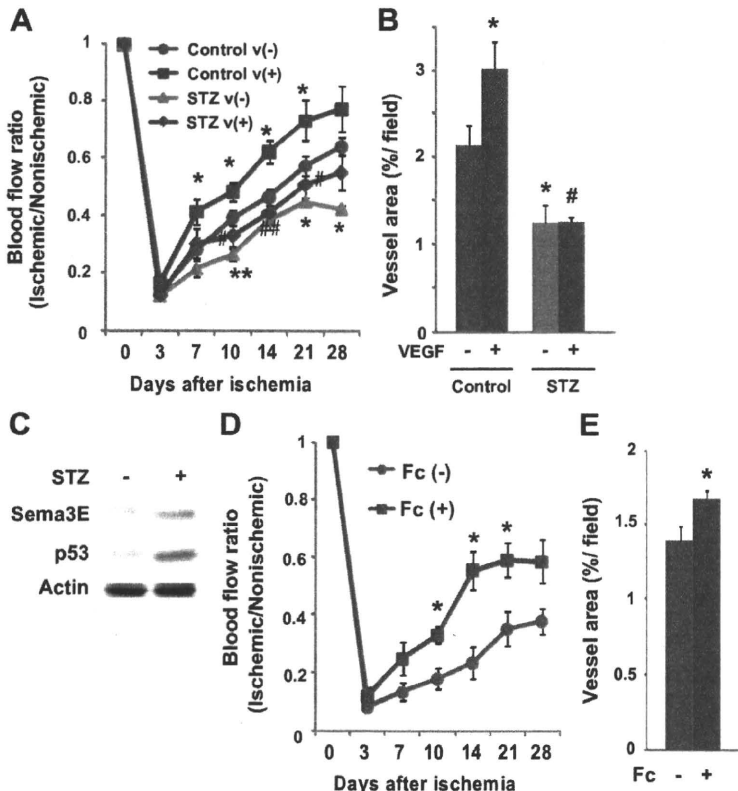 A
Control v(-)
Control v(+)
STZ v(-)
STZ v(+)
1
0.8
0.6
0.4
0.2
0
Blood flow ratio
(Ischemic/Nonischemic)
* * * *
# ## #
** * *
0 3 7 10 14 21 28
Days after ischemia
B
Vessel area (%/ field)
3
2
1
0
*
* #
VEGF - + - +
Control STZ
C
STZ - +
Sema3E
p53
Actin
D
Fc (-)
Fc (+)
1
0.8
0.6
0.4
0.2
0
Blood flow ratio
(Ischemic/Nonischemic)
* * *
0 3 7 10 14 21 28
Days after ischemia
E
Vessel area (%/ field)
2
1.5
1
0.5
0
*
Fc - +